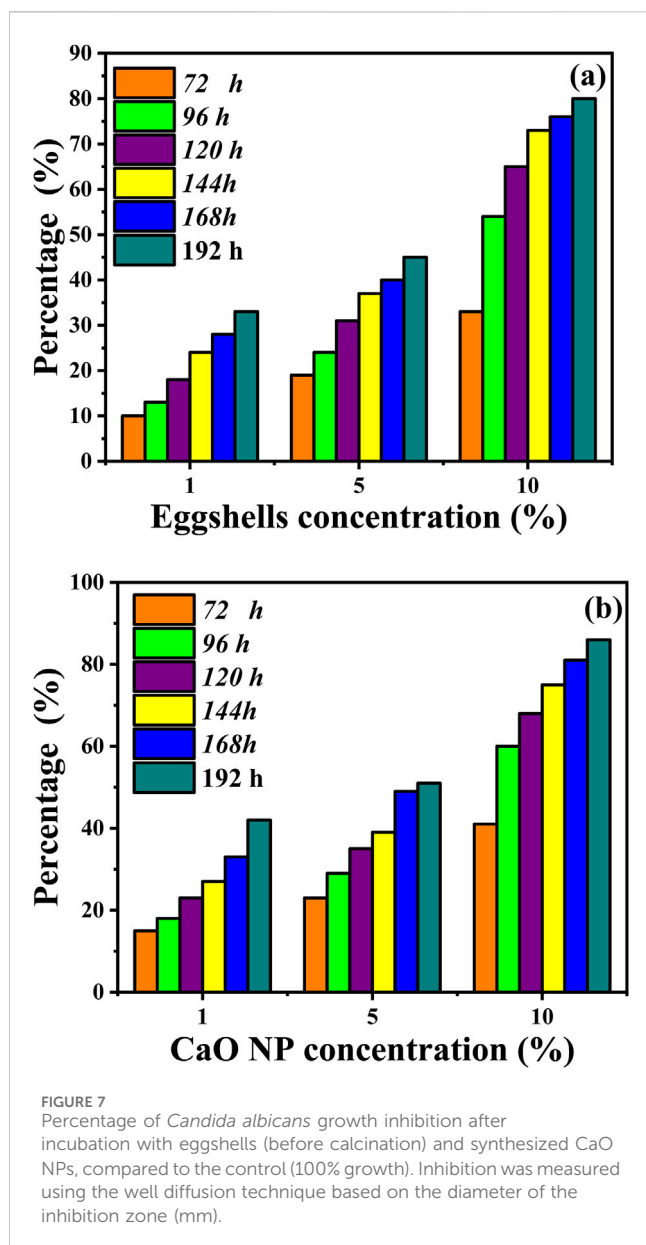 (a)
90
80
70
60
50
40
30
20
10
0
Percentage (%)
72 h
96 h
120 h
144h
168h
192 h
1 5 10
Eggshells concentration (%)
(b)
100
80
60
40
20
0
Percentage (%)
72 h
96 h
120 h
144h
168h
192 h
1 5 10
CaO NP concentration (%)
FIGURE 7
Percentage of Candida albicans growth inhibition after
incubation with eggshells (before calcination) and synthesized CaO
NPs, compared to the control (100% growth). Inhibition was measured
using the well diffusion technique based on the diameter of the
inhibition zone (mm).